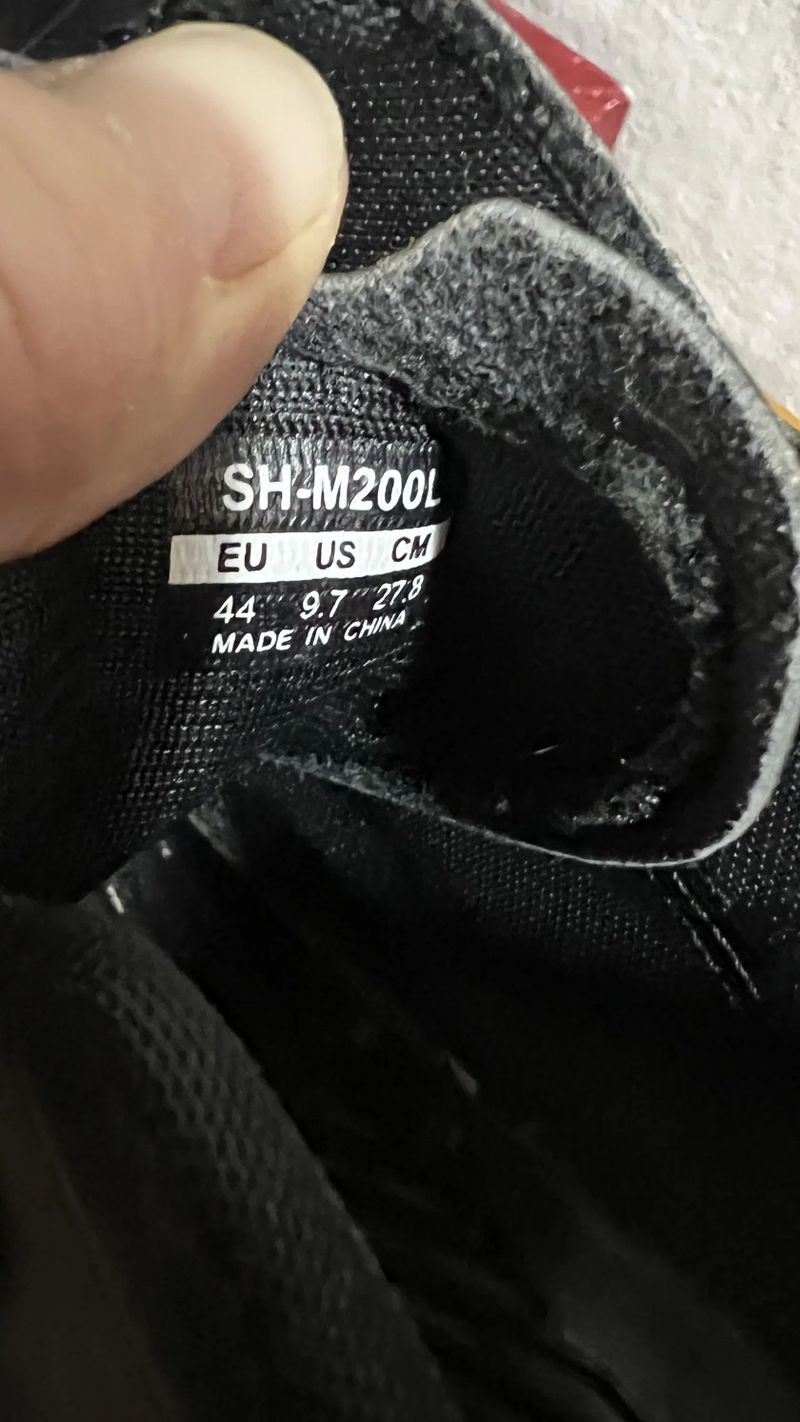 SH-M200L
EU US CM
44 9.7 27.8
MADE IN CHINA